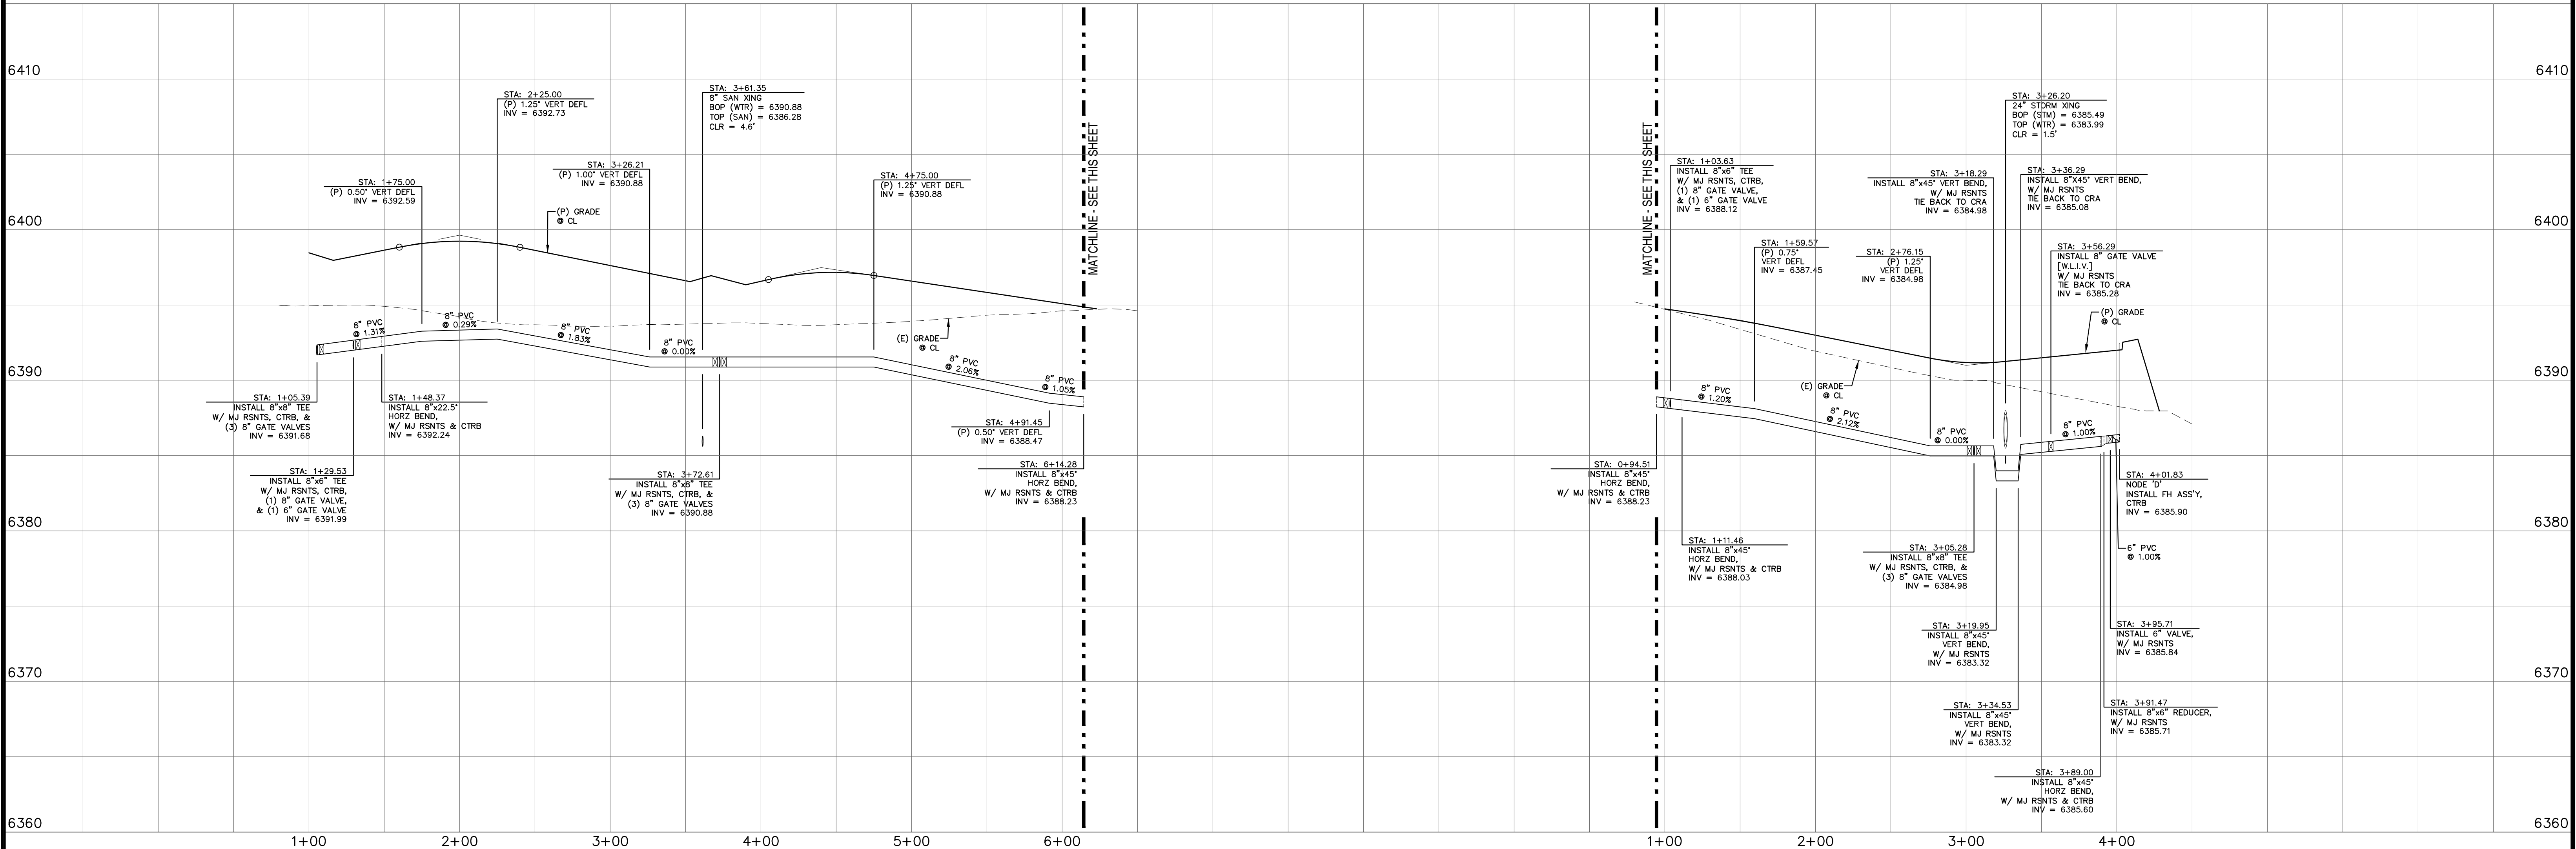 6410
6400
6390
6380
6370
6360
STA: 1+75.00
(P) 0.50° VERT DEFL
INV = 6392.59
STA: 2+25.00
(P) 1.25° VERT DEFL
INV = 6392.73
(P) GRADE
@ CL
STA: 3+26.21
(P) 1.00° VERT DEFL
INV = 6390.88
STA: 3+61.35
8" SAN XING
BOP (WTR) = 6390.88
TOP (SAN) = 6386.28
CLR = 4.6'
STA: 4+75.00
(P) 1.25° VERT DEFL
INV = 6390.88
8" PVC
@ 1.31%
8" PVC
@ 0.29%
8" PVC
@ 1.83%
8" PVC
@ 0.00%
(E) GRADE
@ CL
8" PVC
@ 2.06%
8" PVC
@ 1.05%
STA: 1+05.39
INSTALL 8"x8" TEE
W/ MJ RSNTS, CTRB, &
(3) 8" GATE VALVES
INV = 6391.68
STA: 1+29.53
INSTALL 8"x6" TEE
W/ MJ RSNTS, CTRB,
(1) 8" GATE VALVE,
& (1) 6" GATE VALVE
INV = 6391.99
STA: 1+48.37
INSTALL 8"x22.5°
HORZ BEND,
W/ MJ RSNTS & CTRB
INV = 6392.24
STA: 3+72.61
INSTALL 8"x8" TEE
W/ MJ RSNTS, CTRB, &
(3) 8" GATE VALVES
INV = 6390.88
STA: 4+91.45
(P) 0.50° VERT DEFL
INV = 6388.47
STA: 6+14.28
INSTALL 8"x45°
HORZ BEND,
W/ MJ RSNTS & CTRB
INV = 6388.23
MATCHLINE - SEE THIS SHEET
MATCHLINE - SEE THIS SHEET
STA: 1+03.63
INSTALL 8"x6" TEE
W/ MJ RSNTS, CTRB,
(1) 8" GATE VALVE,
& (1) 6" GATE VALVE
INV = 6388.12
STA: 1+59.57
(P) 0.75°
VERT DEFL
INV = 6387.45
STA: 2+76.15
(P) 1.25°
VERT DEFL
INV = 6384.98
STA: 3+18.29
INSTALL 8"x45° VERT BEND,
W/ MJ RSNTS
TIE BACK TO CRA
INV = 6384.98
STA: 3+26.20
24" STORM XING
BOP (STM) = 6385.49
TOP (WTR) = 6383.99
CLR = 1.5'
STA: 3+36.29
INSTALL 8"X45° VERT BEND,
W/ MJ RSNTS
TIE BACK TO CRA
INV = 6385.08
STA: 3+56.29
INSTALL 8" GATE VALVE
[W.L.I.V.]
W/ MJ RSNTS
TIE BACK TO CRA
INV = 6385.28
(P) GRADE
@ CL
(E) GRADE
@ CL
8" PVC
@ 1.20%
8" PVC
@ 2.12%
8" PVC
@ 0.00%
8" PVC
@ 1.00%
STA: 0+94.51
INSTALL 8"x45°
HORZ BEND,
W/ MJ RSNTS & CTRB
INV = 6388.23
STA: 1+11.46
INSTALL 8"x45°
HORZ BEND,
W/ MJ RSNTS & CTRB
INV = 6388.03
STA: 3+05.28
INSTALL 8"x8" TEE
W/ MJ RSNTS, CTRB, &
(3) 8" GATE VALVES
INV = 6384.98
STA: 3+19.95
INSTALL 8"x45°
VERT BEND,
W/ MJ RSNTS
INV = 6383.32
STA: 3+34.53
INSTALL 8"x45°
VERT BEND,
W/ MJ RSNTS
INV = 6383.32
STA: 3+89.00
INSTALL 8"x45°
HORZ BEND,
W/ MJ RSNTS & CTRB
INV = 6385.60
STA: 4+01.83
NODE 'D'
INSTALL FH ASS'Y,
CTRB
INV = 6385.90
6" PVC
@ 1.00%
STA: 3+95.71
INSTALL 6" VALVE,
W/ MJ RSNTS
INV = 6385.84
STA: 3+91.47
INSTALL 8"x6" REDUCER,
W/ MJ RSNTS
INV = 6385.71
6410
6400
6390
6380
6370
6360
1+00
2+00
3+00
4+00
5+00
6+00
1+00
2+00
3+00
4+00